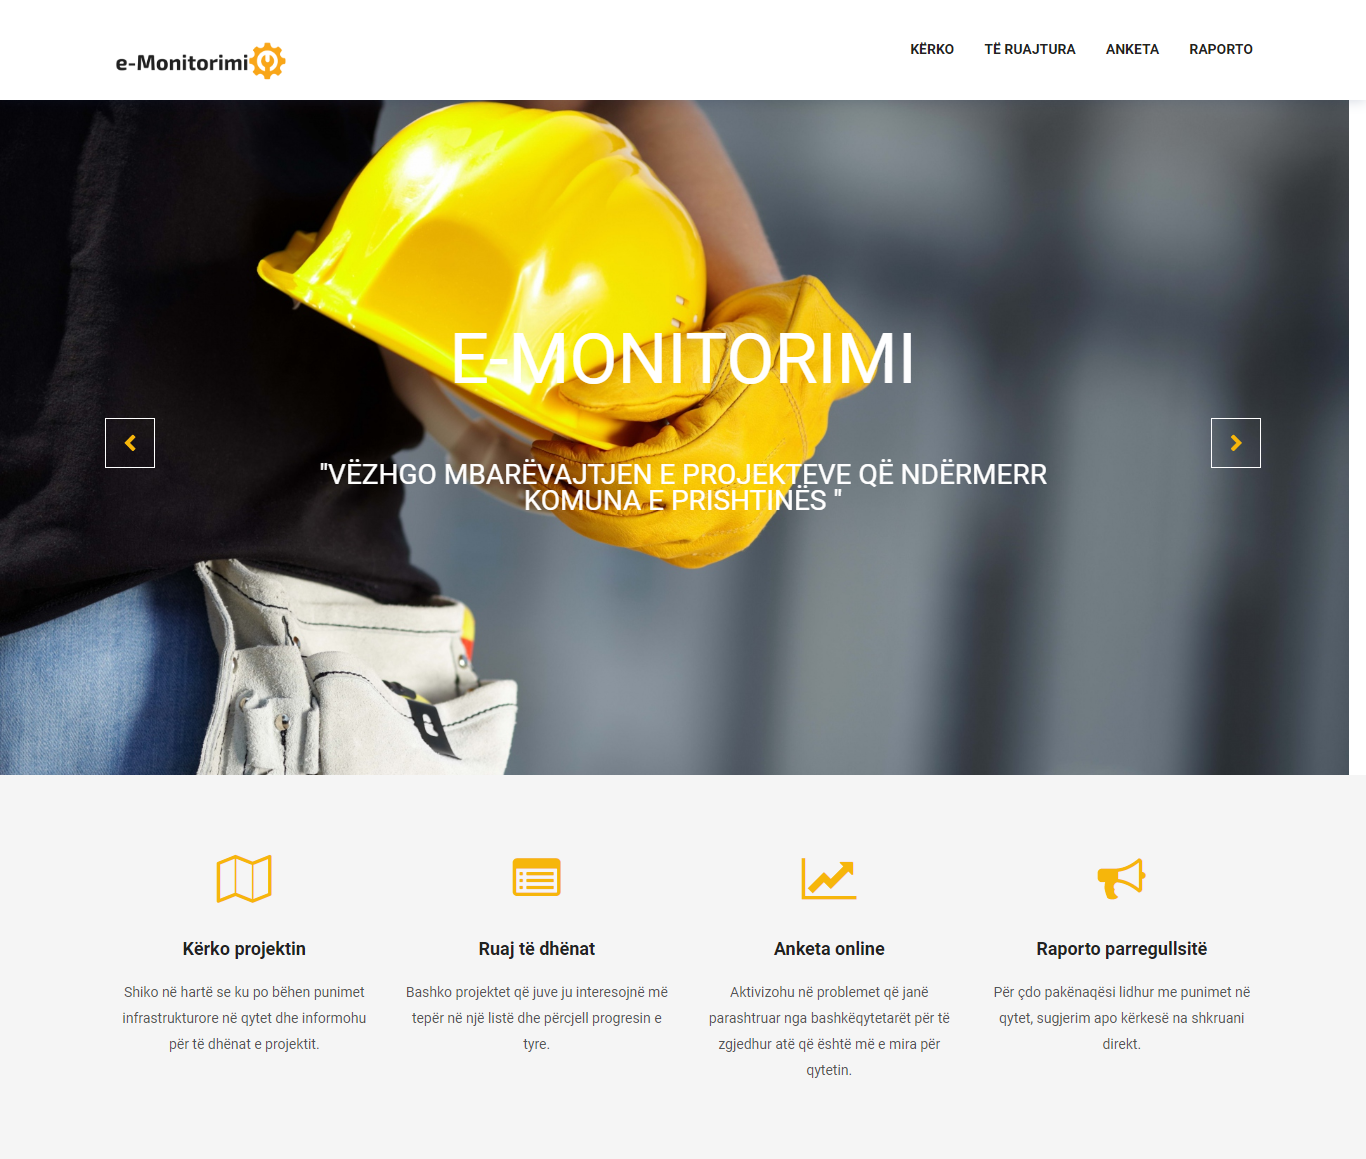 e-Monitorimi
KËRKO TË RUAJTURA ANKETA RAPORTO
E-MONITORIMI
"VËZHGO MBARËVAJTJEN E PROJEKTEVE QË NDËRMERR
KOMUNA E PRISHTINËS "
Kërko projektin
Shiko në hartë se ku po bëhen punimet
infrastrukturore në qytet dhe informohu
për të dhënat e projektit.
Ruaj të dhënat
Bashko projektet që juve ju interesojnë më
tepër në një listë dhe përcjell progresin e
tyre.
Anketa online
Aktivizohu në problemet që janë
parashtruar nga bashkëqytetarët për të
zgjedhur atë që është më e mira për
qytetin.
Raporto parregullsitë
Për çdo pakënaqësi lidhur me punimet në
qytet, sugjerim apo kërkesë na shkruani
direkt.